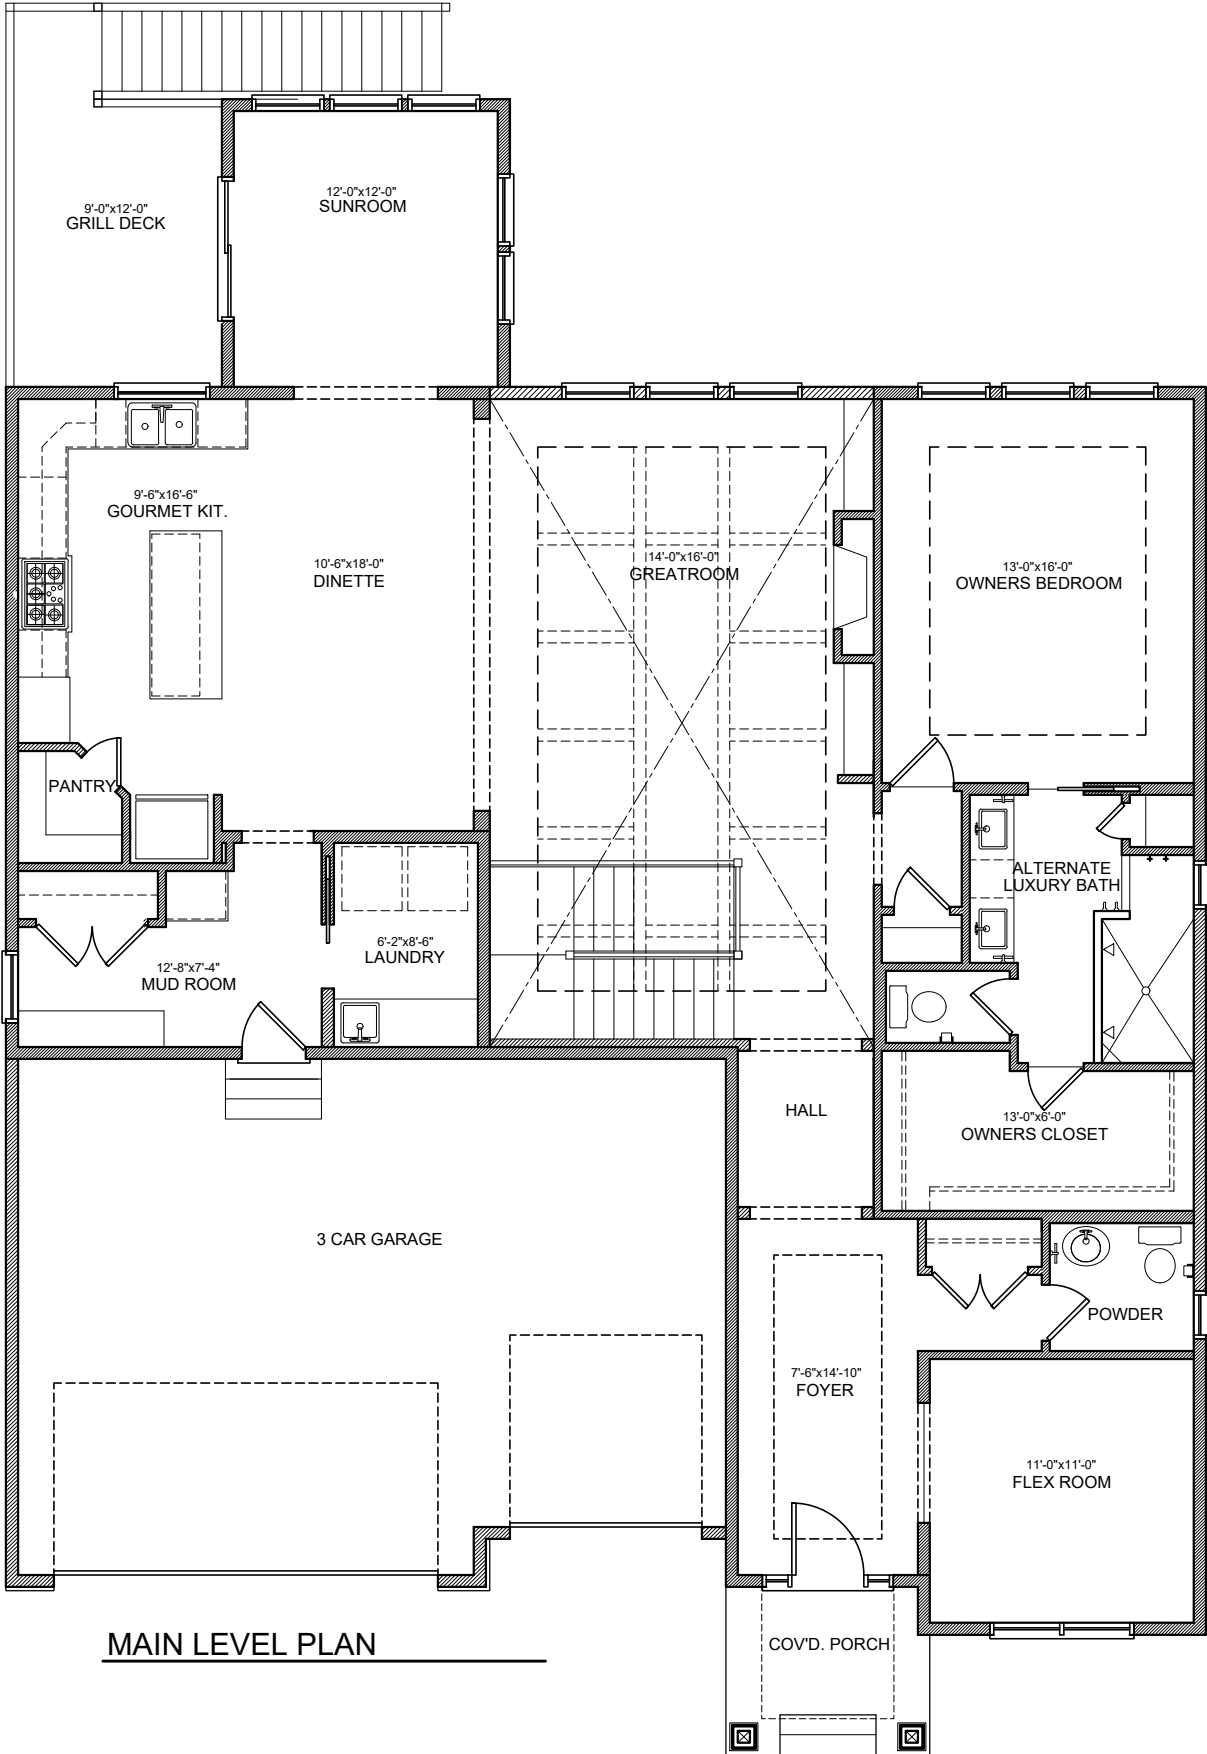 12'-0"x12'-0"
SUNROOM
9'-0"x12'-0"
GRILL DECK
9'-6"x16'-6"
GOURMET KIT.
10'-6"x18'-0"
DINETTE
14'-0"x16'-0"
GREATROOM
13'-0"x16'-0"
OWNERS BEDROOM
PANTRY
ALTERNATE
LUXURY BATH
6'-2"x8'-6"
LAUNDRY
12'-8"x7'-4"
MUD ROOM
HALL
13'-0"x6'-0"
OWNERS CLOSET
3 CAR GARAGE
POWDER
7'-6"x14'-10"
FOYER
11'-0"x11'-0"
FLEX ROOM
MAIN LEVEL PLAN
COV'D. PORCH